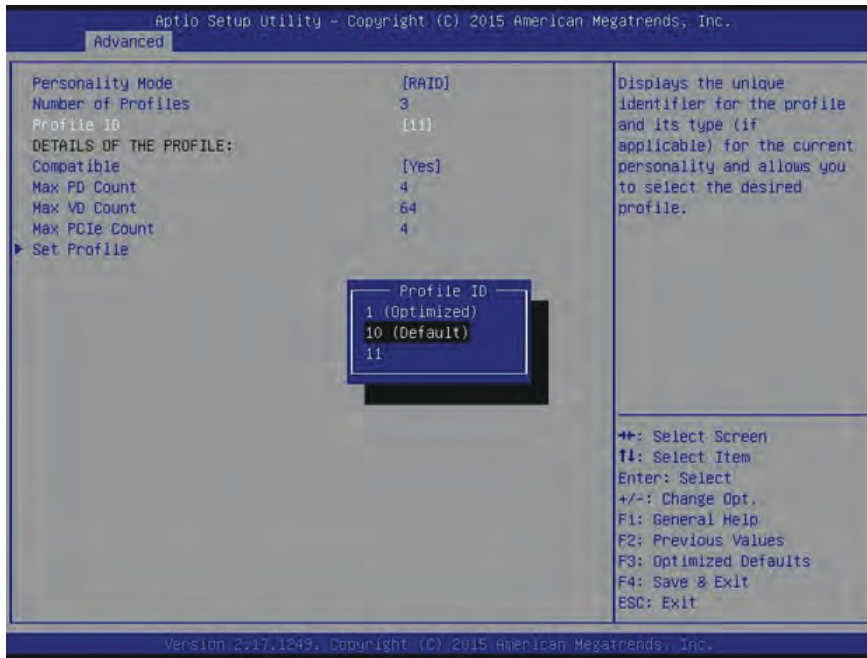 Aptio Setup Utility – Copyright (C) 2015 American Megatrends, Inc.
Advanced
Personality Mode [RAID]
Number of Profiles 3
Profile ID [11]
DETAILS OF THE PROFILE:
Compatible [Yes]
Max PD Count 4
Max VD Count 64
Max PCIe Count 4
Set Profile
Profile ID
1 (Optimized)
10 (Default)
11
Displays the unique
identifier for the profile
and its type (if
applicable) for the current
personality and allows you
to select the desired
profile.
→←: Select Screen
↑↓: Select Item
Enter: Select
+/-: Change Opt.
F1: General Help
F2: Previous Values
F3: Optimized Defaults
F4: Save & Exit
ESC: Exit
Version 2.17.1249. Copyright (C) 2015 American Megatrends, Inc.